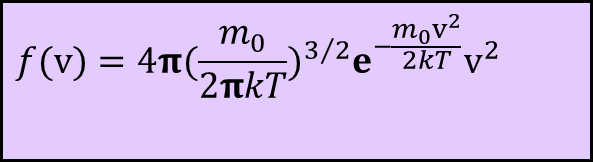 f(v) = 4π(m₀/2πkT)^{3/2}e^{-m₀v²/2kT}v²